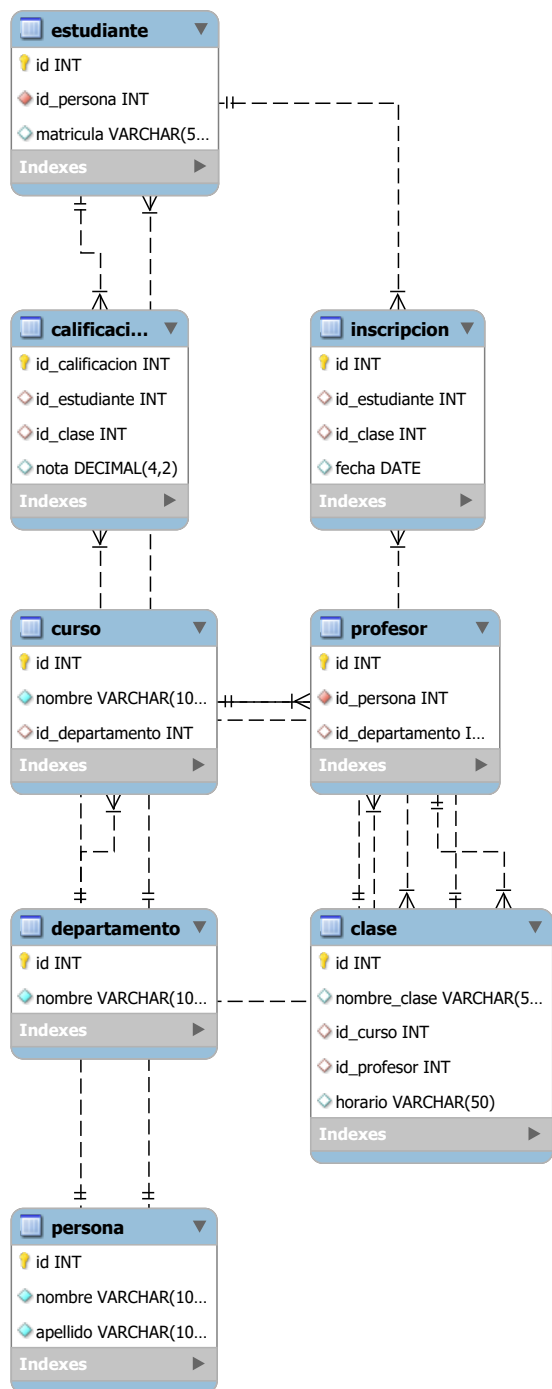 estudiante
id INT
id_persona INT
matricula VARCHAR(5...
Indexes
calificaci...
id_calificacion INT
id_estudiante INT
id_clase INT
nota DECIMAL(4,2)
Indexes
inscripcion
id INT
id_estudiante INT
id_clase INT
fecha DATE
Indexes
curso
id INT
nombre VARCHAR(10...
id_departamento INT
Indexes
profesor
id INT
id_persona INT
id_departamento I...
Indexes
departamento
id INT
nombre VARCHAR(10...
Indexes
clase
id INT
nombre_clase VARCHAR(5...
id_curso INT
id_profesor INT
horario VARCHAR(50)
Indexes
persona
id INT
nombre VARCHAR(10...
apellido VARCHAR(10...
Indexes